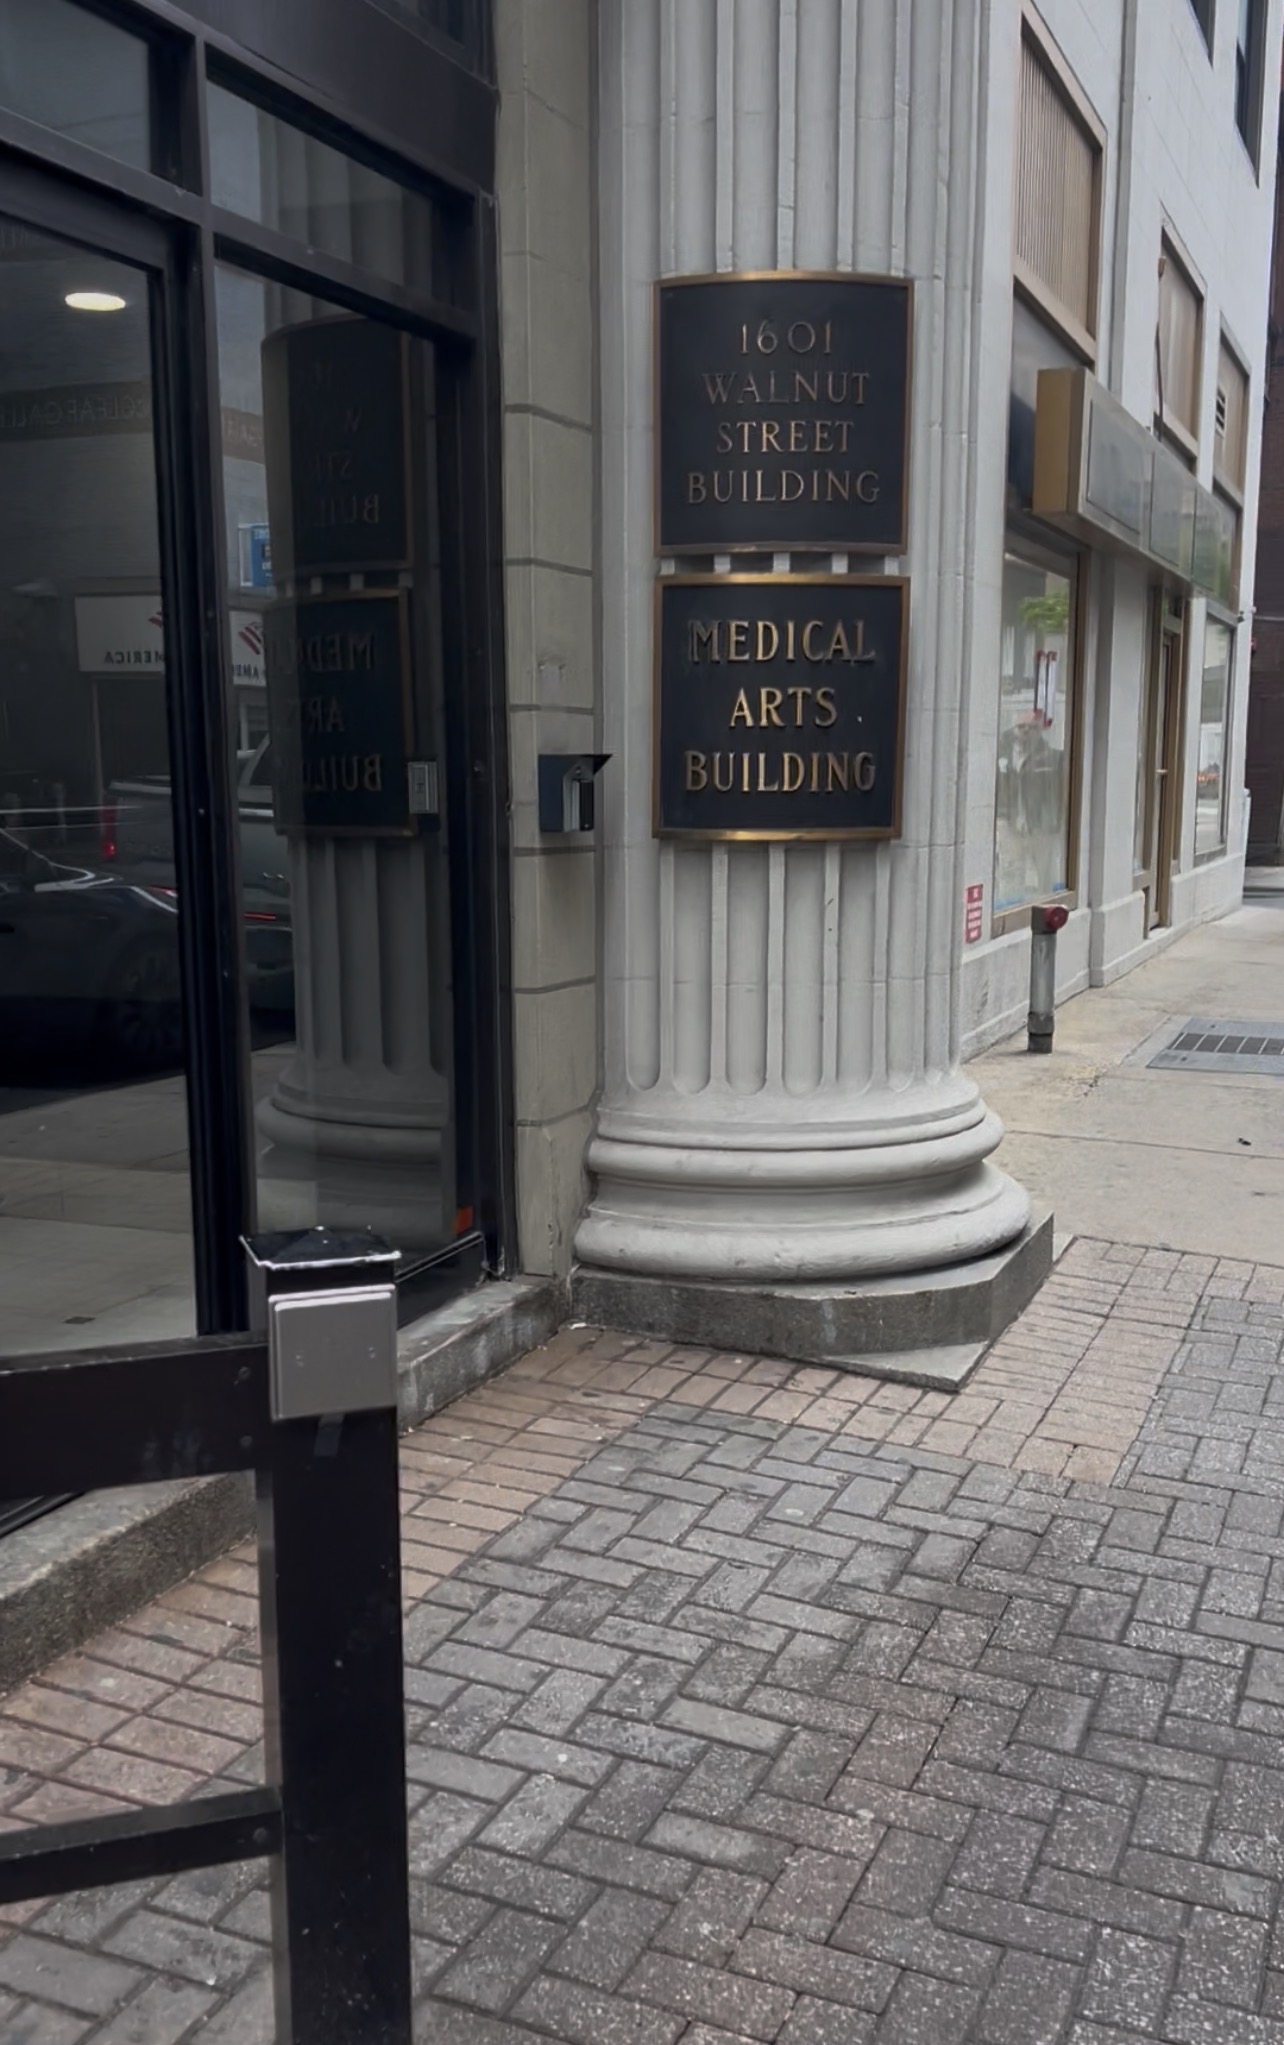 1601
WALNUT
STREET
BUILDING
MEDICAL
ARTS
BUILDING